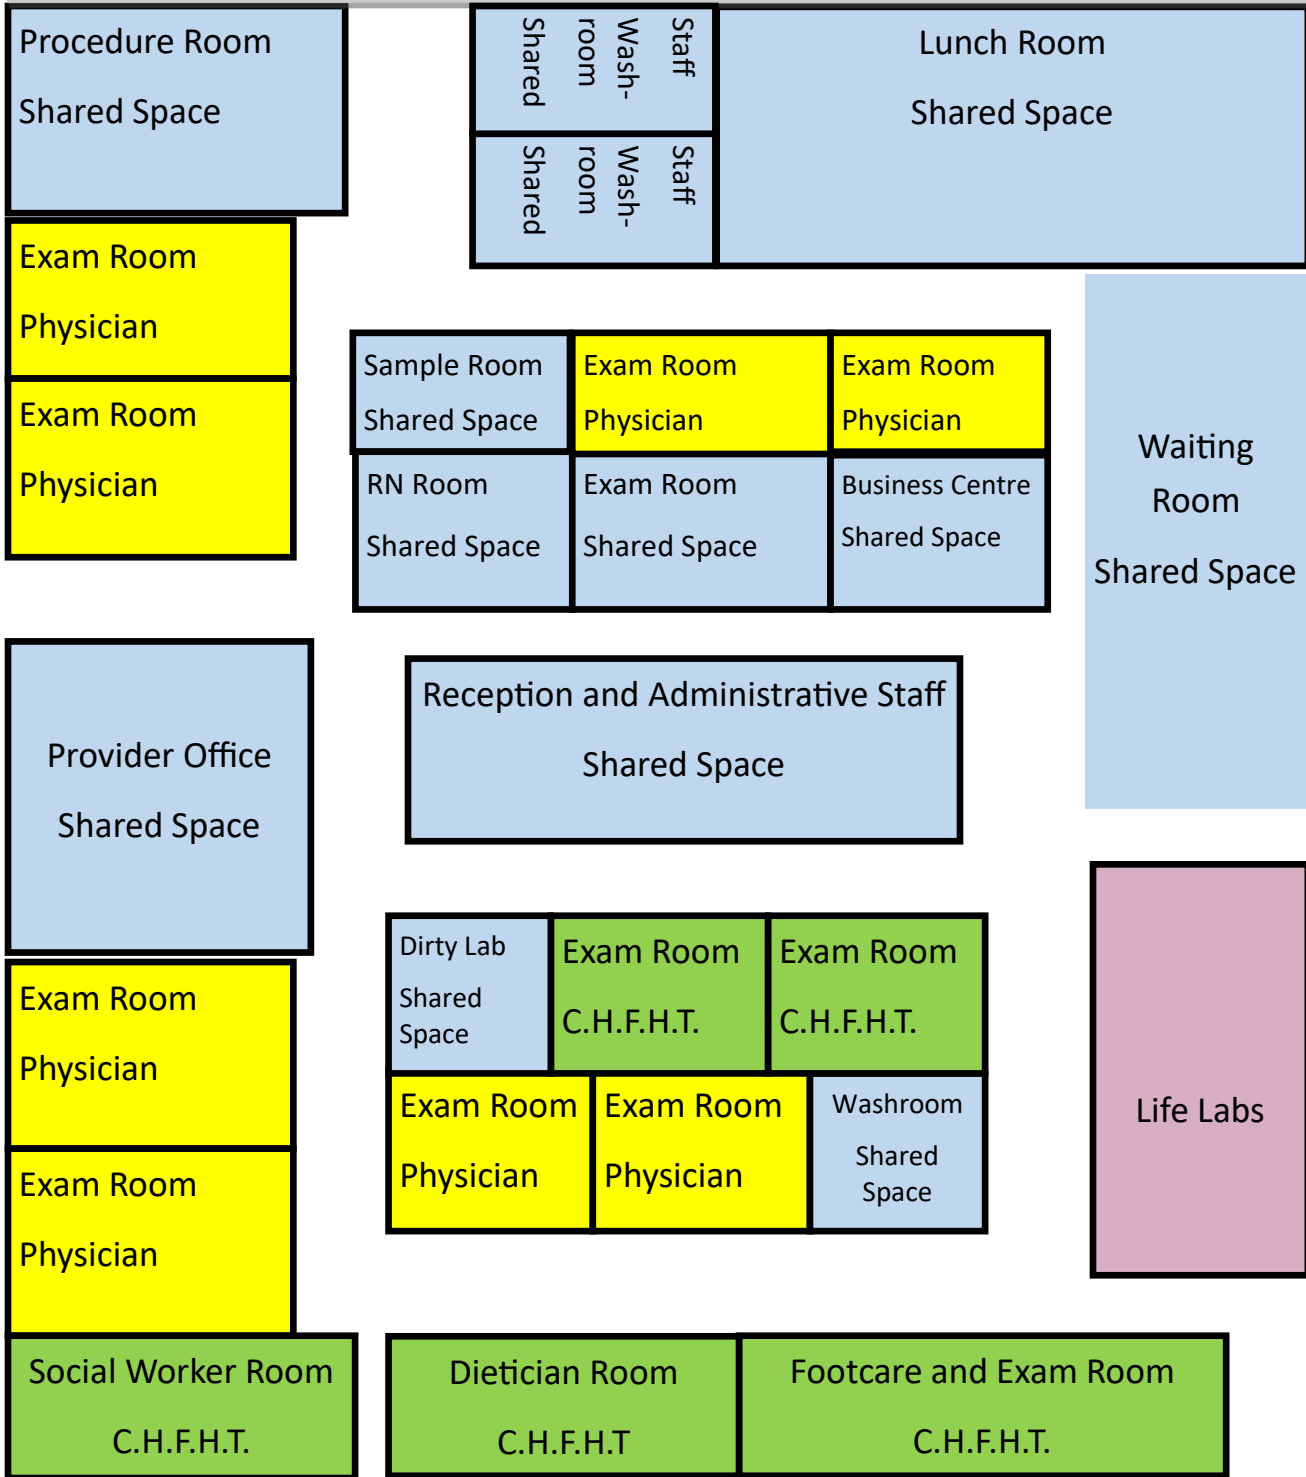 Procedure Room
Shared Space
Staff
Wash-
room
Shared
Staff
Wash-
room
Shared
Lunch Room
Shared Space
Exam Room
Physician
Exam Room
Physician
Sample Room
Shared Space
Exam Room
Physician
Exam Room
Physician
RN Room
Shared Space
Exam Room
Shared Space
Business Centre
Shared Space
Waiting
Room
Shared Space
Provider Office
Shared Space
Reception and Administrative Staff
Shared Space
Exam Room
Physician
Exam Room
Physician
Dirty Lab
Shared
Space
Exam Room
C.H.F.H.T.
Exam Room
C.H.F.H.T.
Exam Room
Physician
Exam Room
Physician
Washroom
Shared
Space
Life Labs
Social Worker Room
C.H.F.H.T.
Dietician Room
C.H.F.H.T
Footcare and Exam Room
C.H.F.H.T.